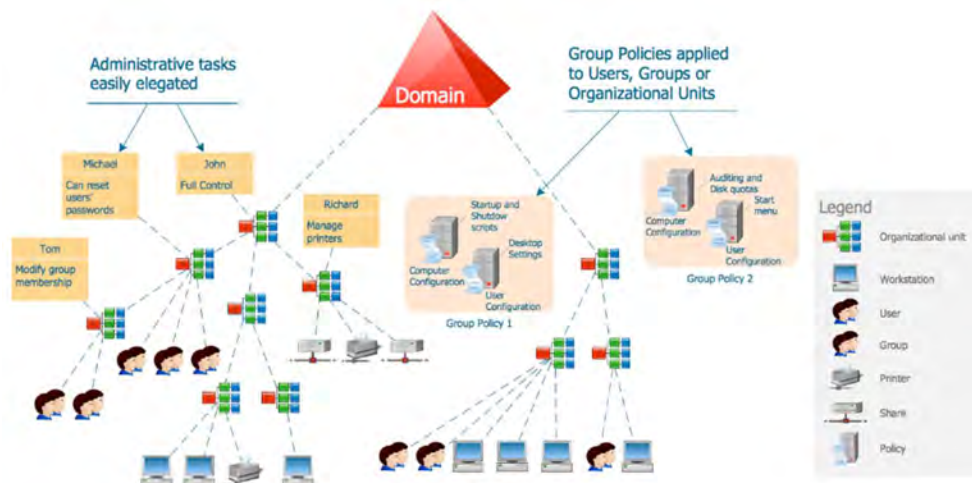 Administrative tasks
easily elegated
Domain
Group Policies applied
to Users, Groups or
Organizational Units
Michael
Can reset
users'
passwords
John
Full Control
Richard
Manage
printers
Tom
Modify group
membership
Startup and
Shutdow
scripts
Desktop
Settings
Computer
Configuration
User
Configuration
Group Policy 1
Auditing and
Disk quotas
Start
menu
Computer
Configuration
User
Configuration
Group Policy 2
Legend
Organizational unit
Workstation
User
Group
Printer
Share
Policy